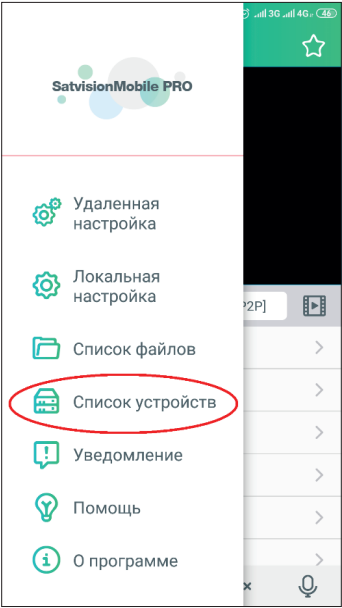 3G 4G 46
SatvisionMobile PRO
Удаленная
настройка
Локальная
настройка
P2P]
Список файлов
Список устройств
Уведомление
Помощь
О программе